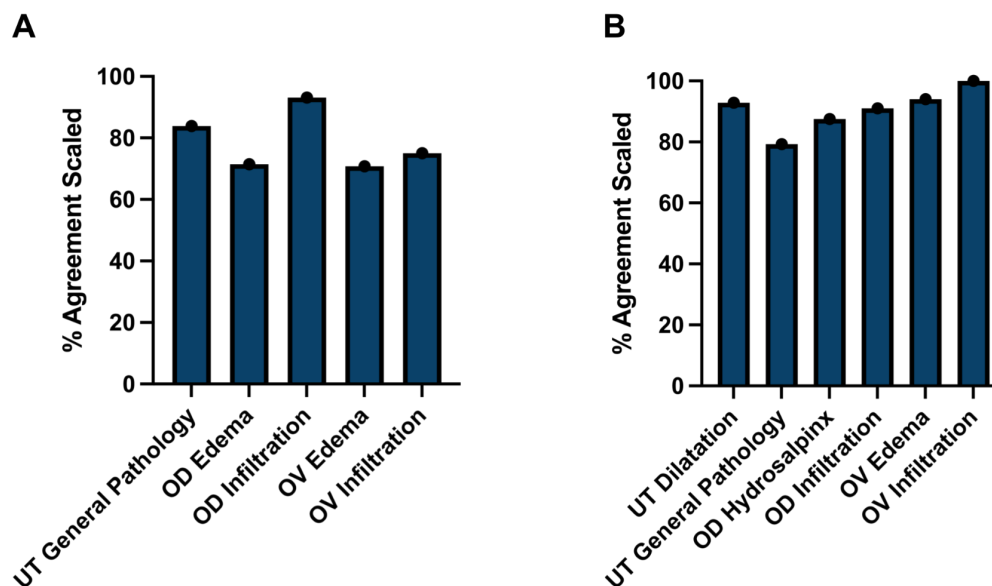 A
% Agreement Scaled
100
80
60
40
20
0
UT General Pathology
OD Edema
OD Infiltration
OV Edema
OV Infiltration
B
% Agreement Scaled
100
80
60
40
20
0
UT Dilatation
UT General Pathology
OD Hydrosalpinx
OD Infiltration
OV Edema
OV Infiltration